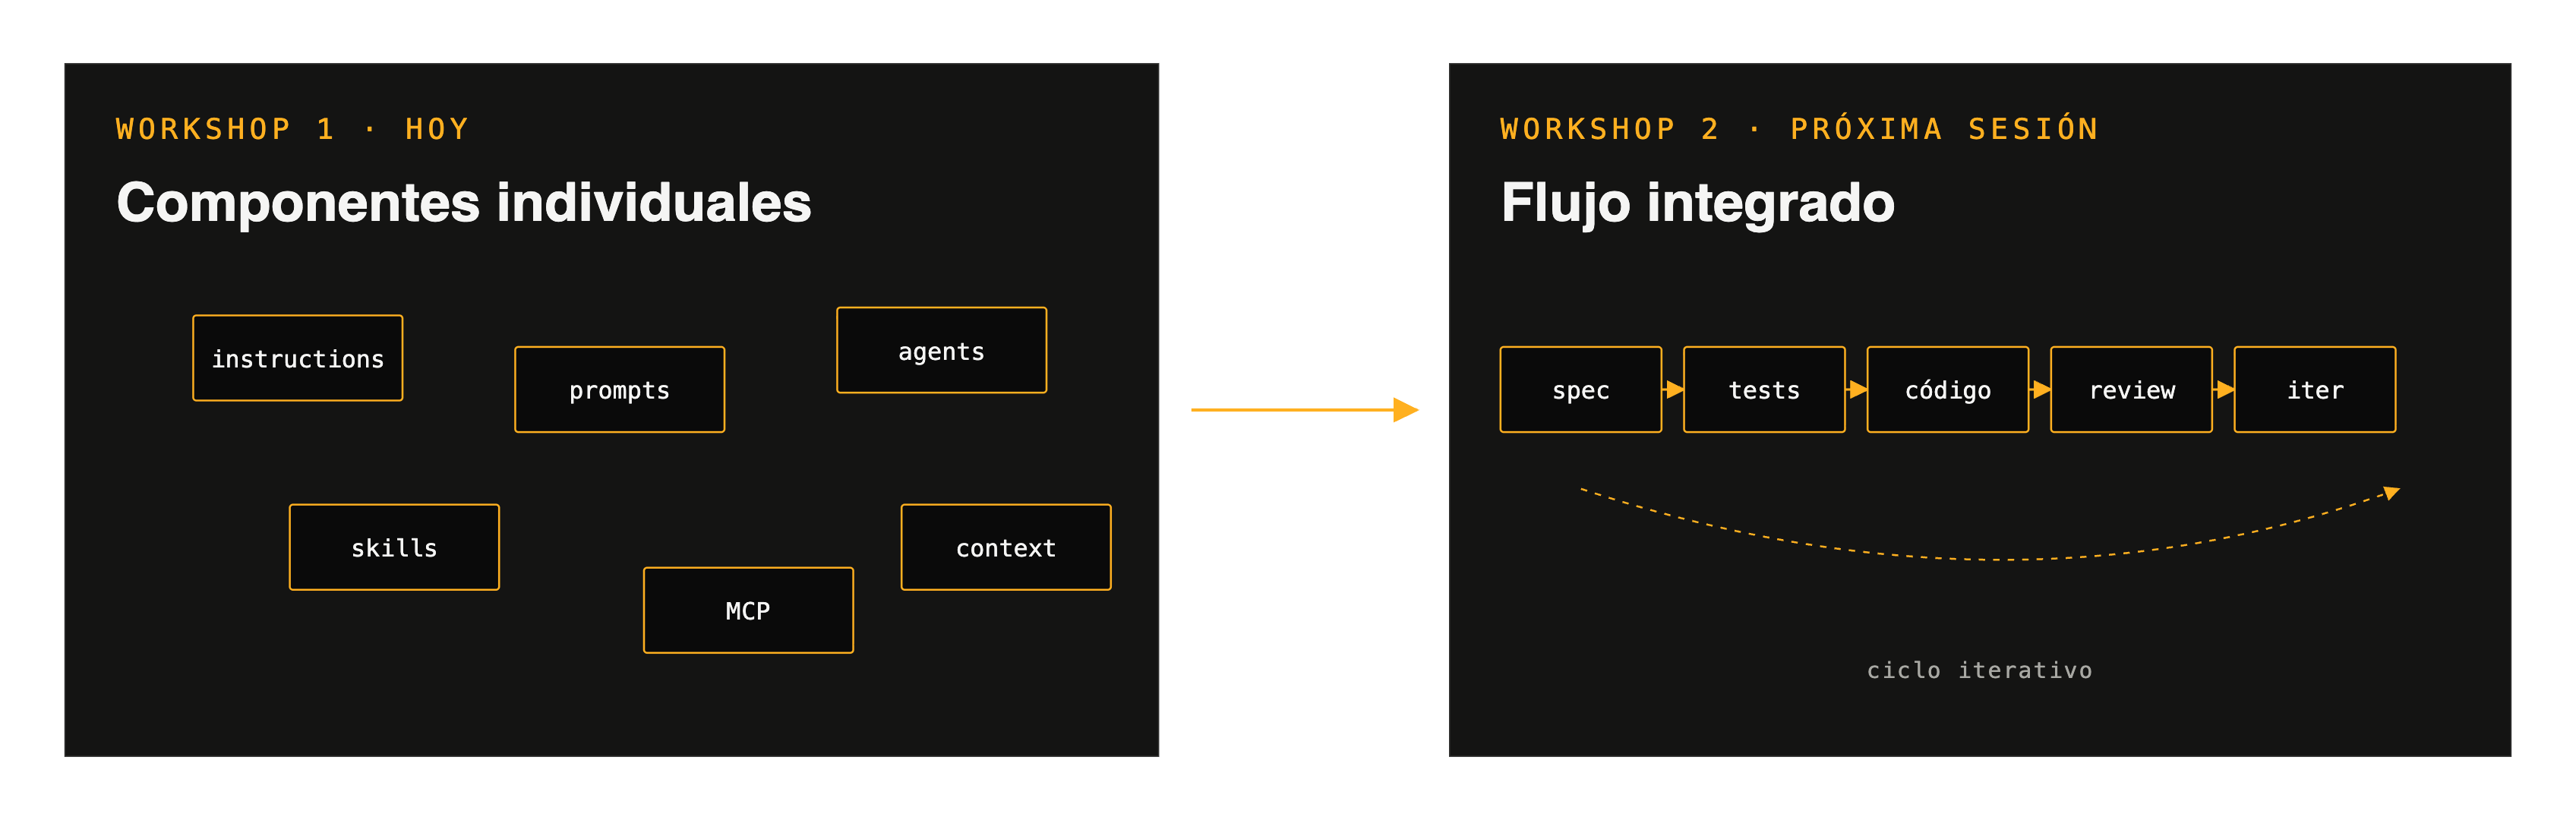 WORKSHOP 1 · HOY
Componentes individuales
instructions
prompts
agents
skills
MCP
context
WORKSHOP 2 · PRÓXIMA SESIÓN
Flujo integrado
spec
tests
código
review
iter
ciclo iterativo